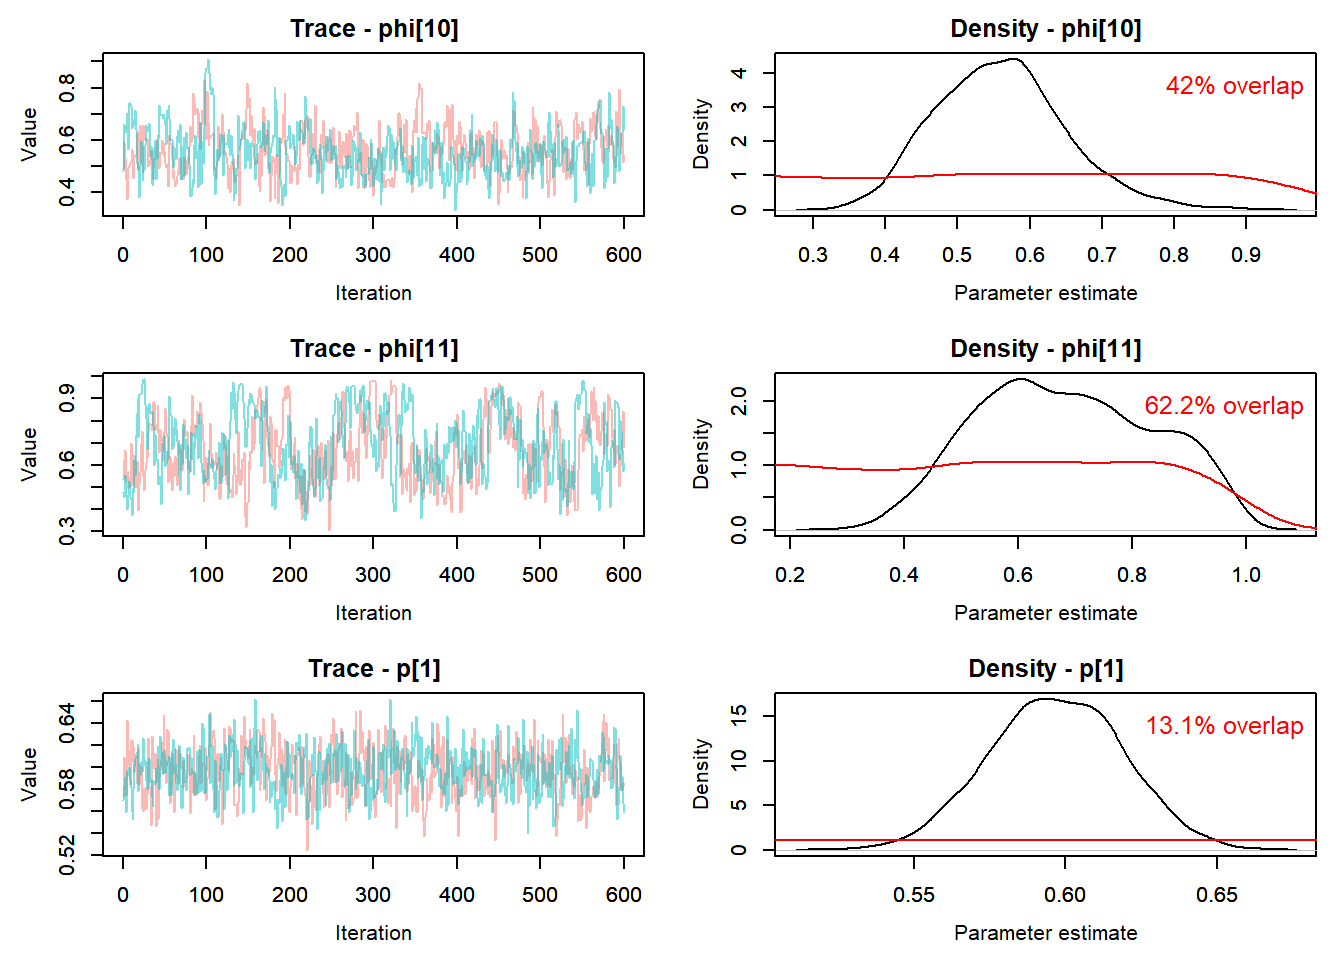 Trace - phi[10]
Value
0.4 0.6 0.8
0 100 200 300 400 500 600
Iteration
Density - phi[10]
42% overlap
Density
0 1 2 3 4
0.3 0.4 0.5 0.6 0.7 0.8 0.9
Parameter estimate
Trace - phi[11]
Value
0.3 0.6 0.9
0 100 200 300 400 500 600
Iteration
Density - phi[11]
62.2% overlap
Density
0.0 1.0 2.0
0.2 0.4 0.6 0.8 1.0
Parameter estimate
Trace - p[1]
Value
0.52 0.58 0.64
0 100 200 300 400 500 600
Iteration
Density - p[1]
13.1% overlap
Density
0 5 10 15
0.55 0.60 0.65
Parameter estimate